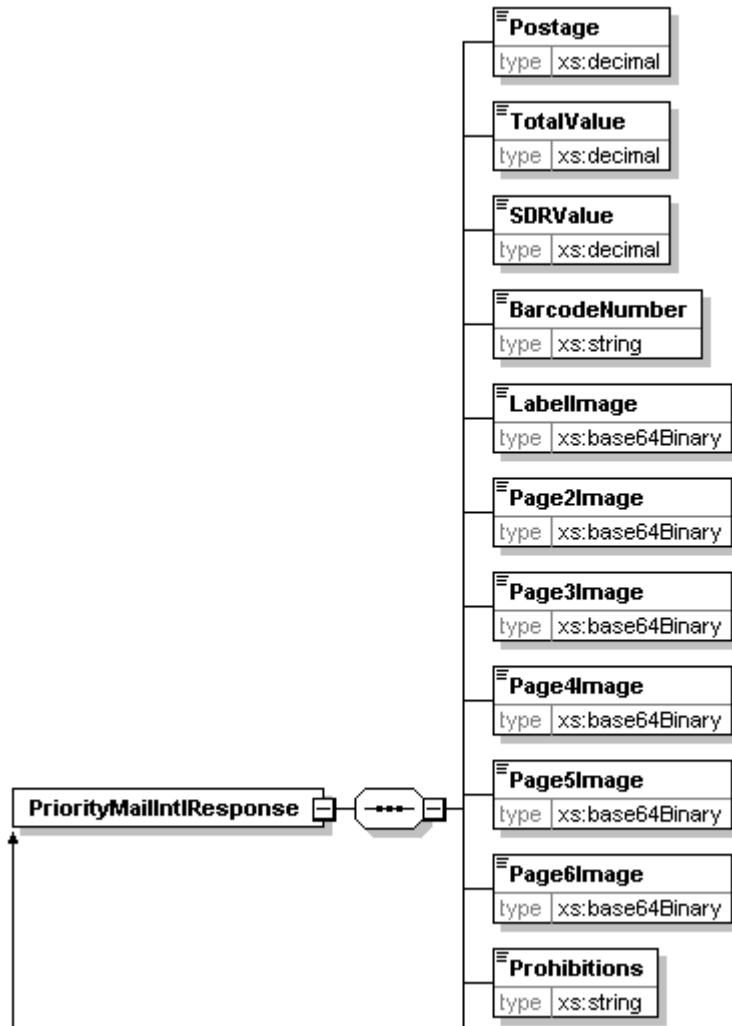 Postage
type xs:decimal
TotalValue
type xs:decimal
SDRValue
type xs:decimal
BarcodeNumber
type xs:string
LabelImage
type xs:base64Binary
Page2Image
type xs:base64Binary
Page3Image
type xs:base64Binary
Page4Image
type xs:base64Binary
Page5Image
type xs:base64Binary
PriorityMailIntlResponse
Page6Image
type xs:base64Binary
Prohibitions
type xs:string